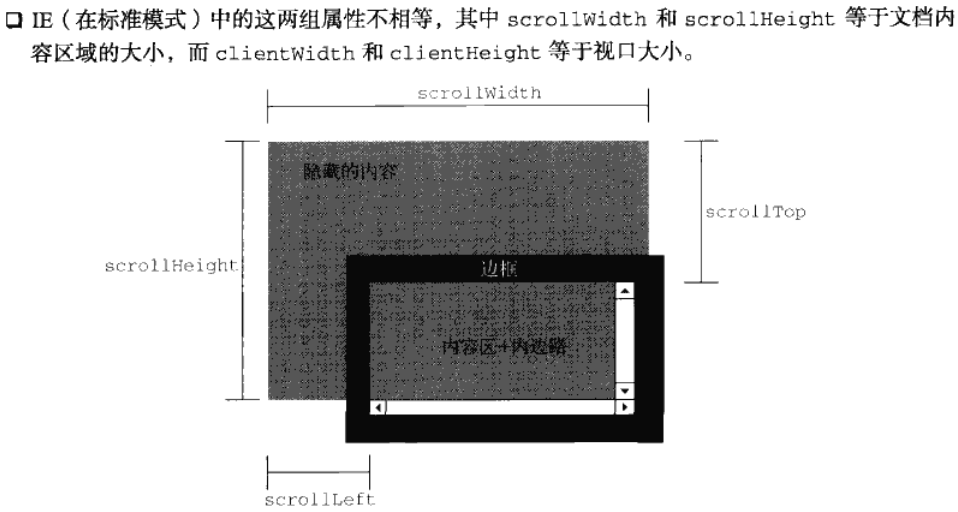 ❑ IE（在标准模式）中的这两组属性不相等，其中 scrollWidth 和 scrollHeight 等于文档内
容区域的大小，而 clientWidth 和 clientHeight 等于视口大小。
scrollWidth
隐藏的内容
scrollTop
scrollHeight
边框
内容区+内边距
scrollLeft